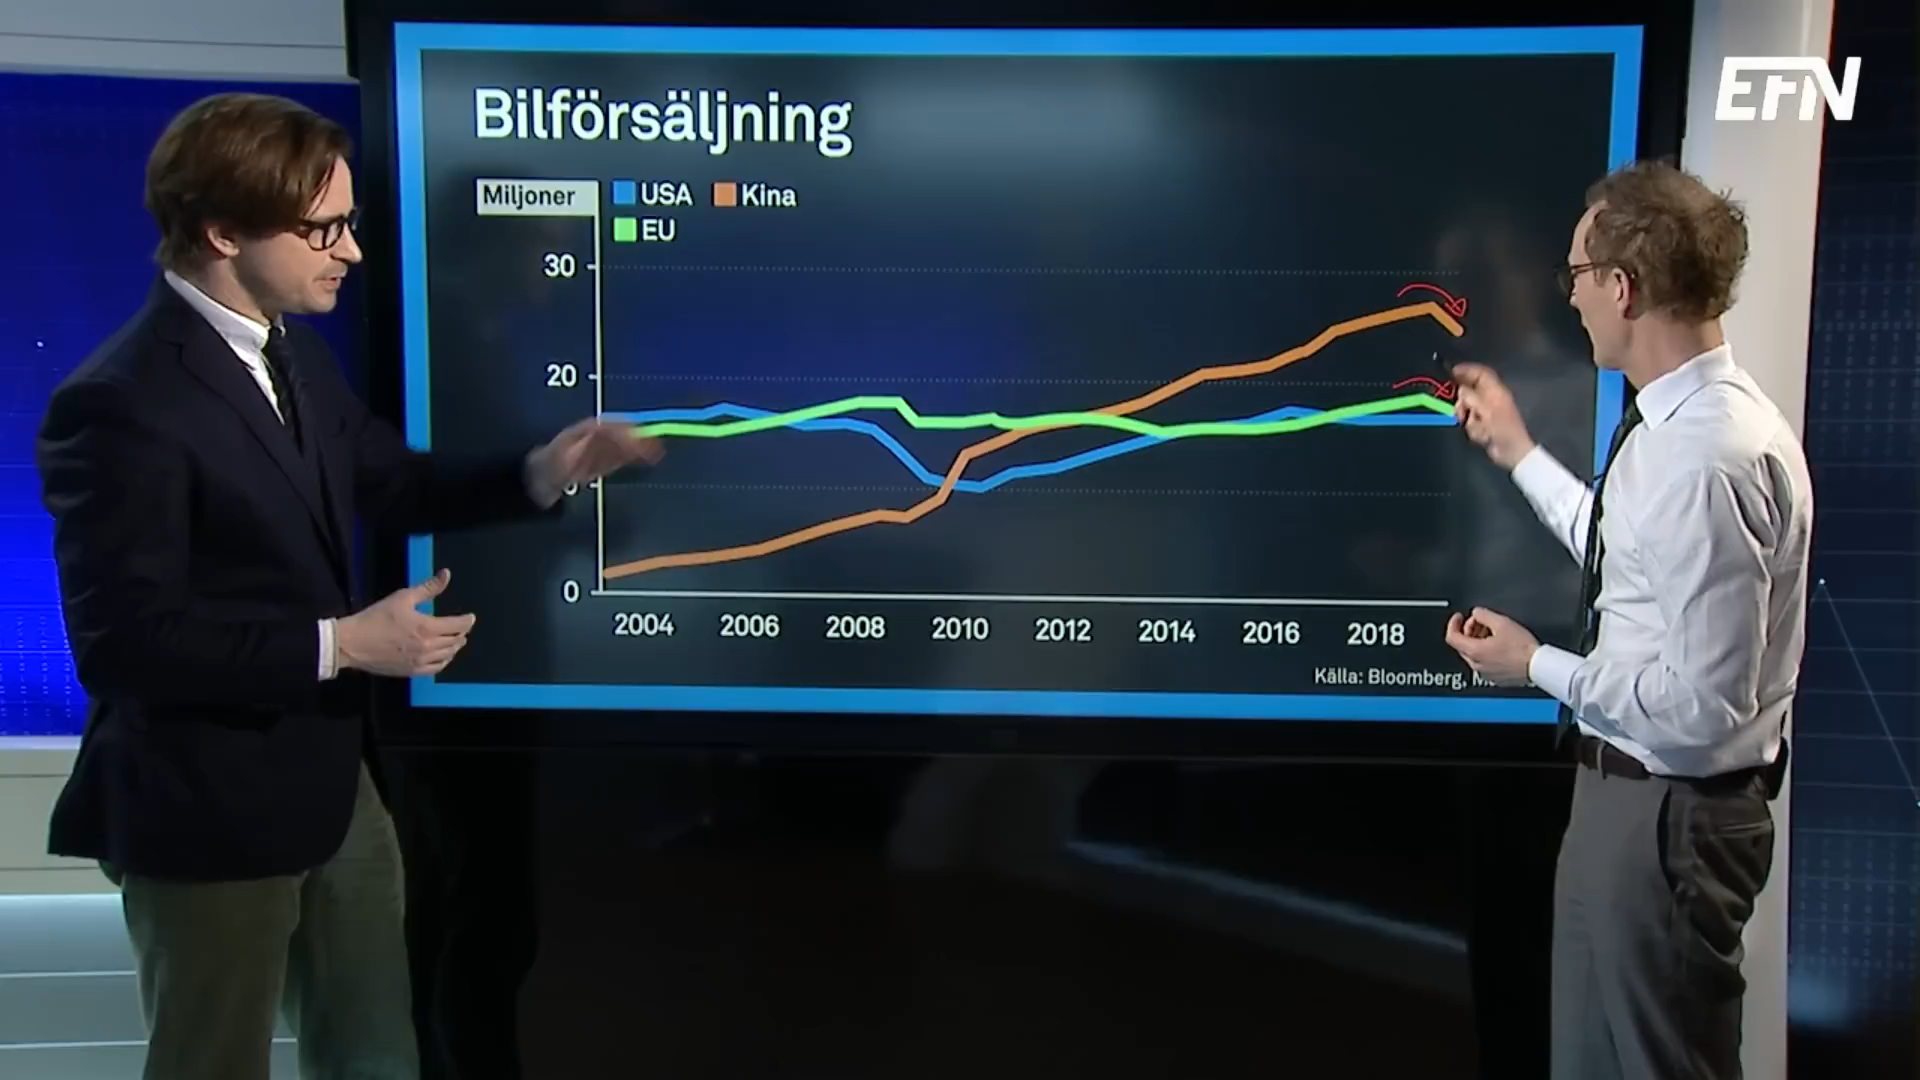 EFN
Bilförsäljning
Miljoner
USA Kina
EU
30
20
0
2004 2006 2008 2010 2012 2014 2016 2018
Källa: Bloomberg,